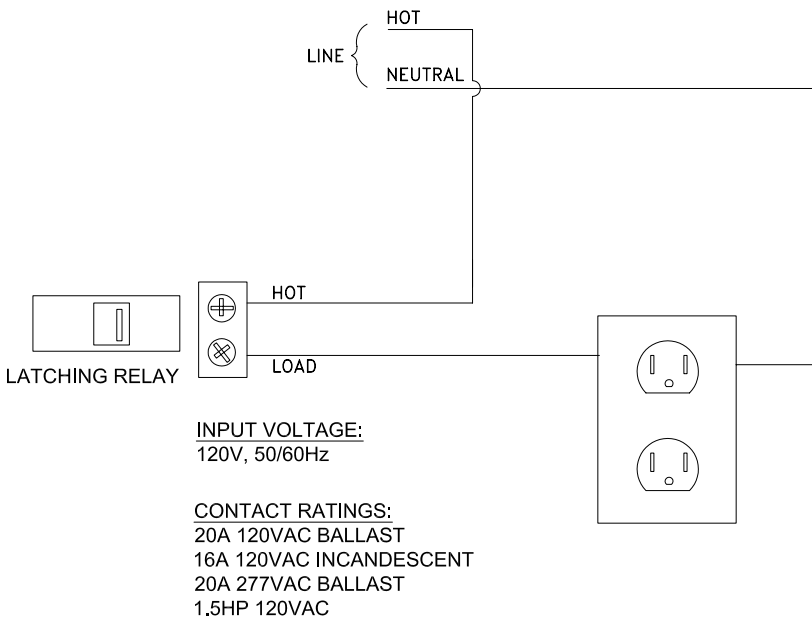 HOT
LINE
NEUTRAL
HOT
LATCHING RELAY
LOAD
INPUT VOLTAGE:
120V, 50/60Hz
CONTACT RATINGS:
20A 120VAC BALLAST
16A 120VAC INCANDESCENT
20A 277VAC BALLAST
1.5HP 120VAC